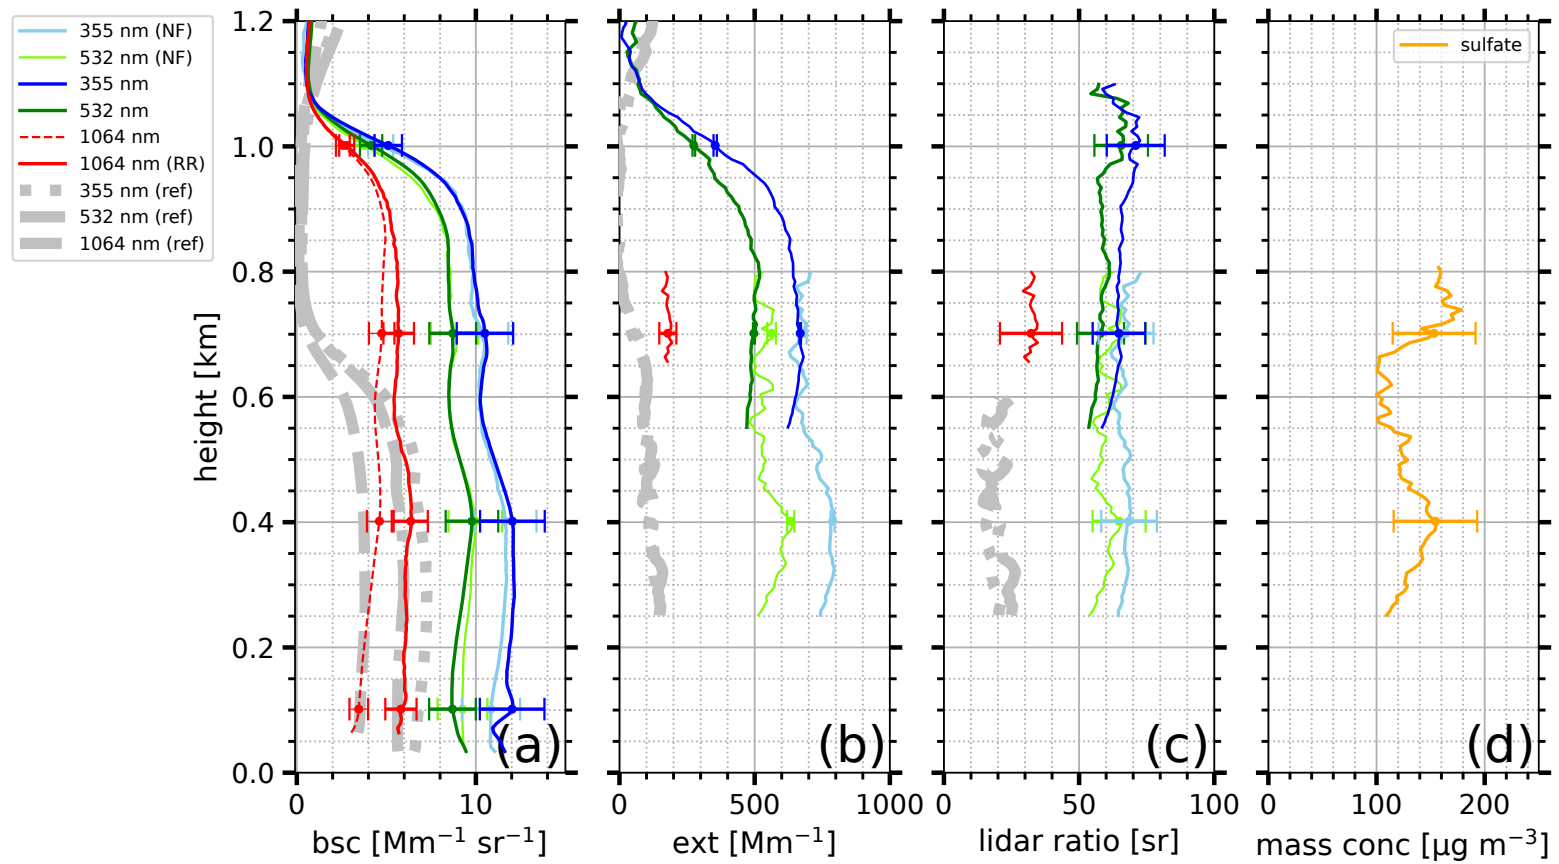 355 nm (NF)
532 nm (NF)
355 nm
532 nm
1064 nm
1064 nm (RR)
355 nm (ref)
532 nm (ref)
1064 nm (ref)
height [km]
1.2
1.0
0.8
0.6
0.4
0.2
0.0
(a)
0 10
bsc [Mm⁻¹ sr⁻¹]
(b)
0 500 1000
ext [Mm⁻¹]
(c)
0 50 100
lidar ratio [sr]
sulfate
(d)
0 100 200
mass conc [μg m⁻³]